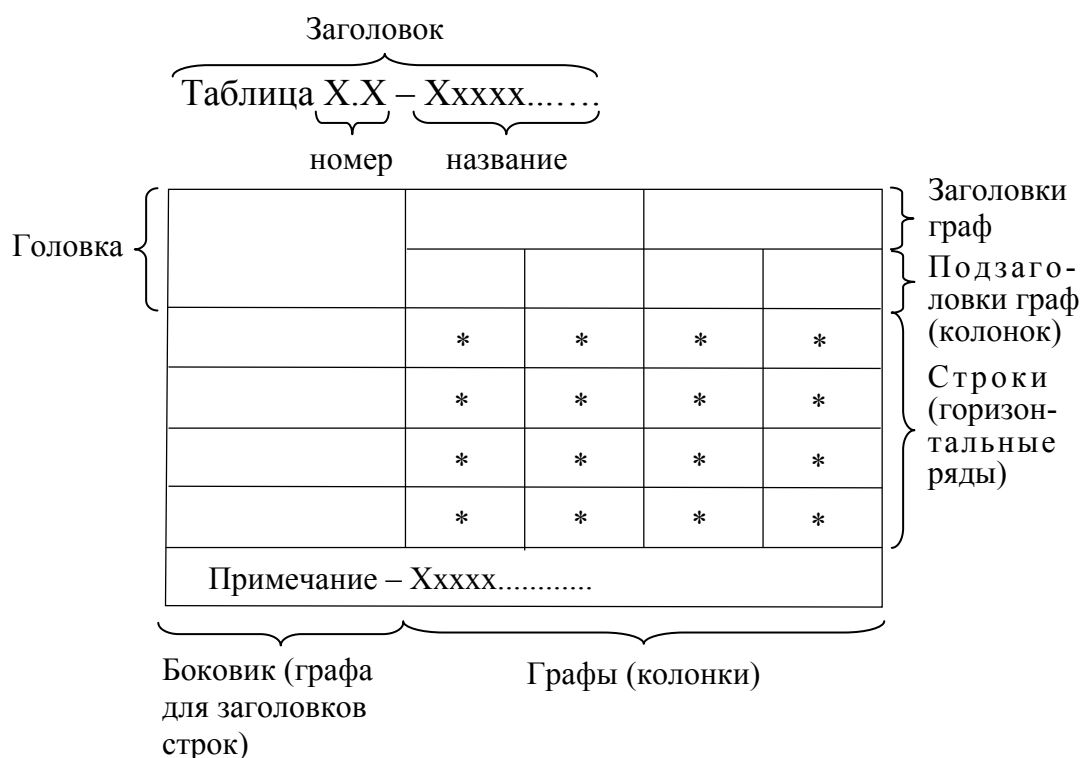 Заголовок
Таблица Х.Х – Ххххх...….
номер
название
Головка
Заголовки
граф
Подзаго-
ловки граф
(колонок)
* * * *
* * * *
* * * *
* * * *
Строки
(горизон-
тальные
ряды)
Примечание – Ххххх............
Боковик (графа
для заголовков
строк)
Графы (колонки)